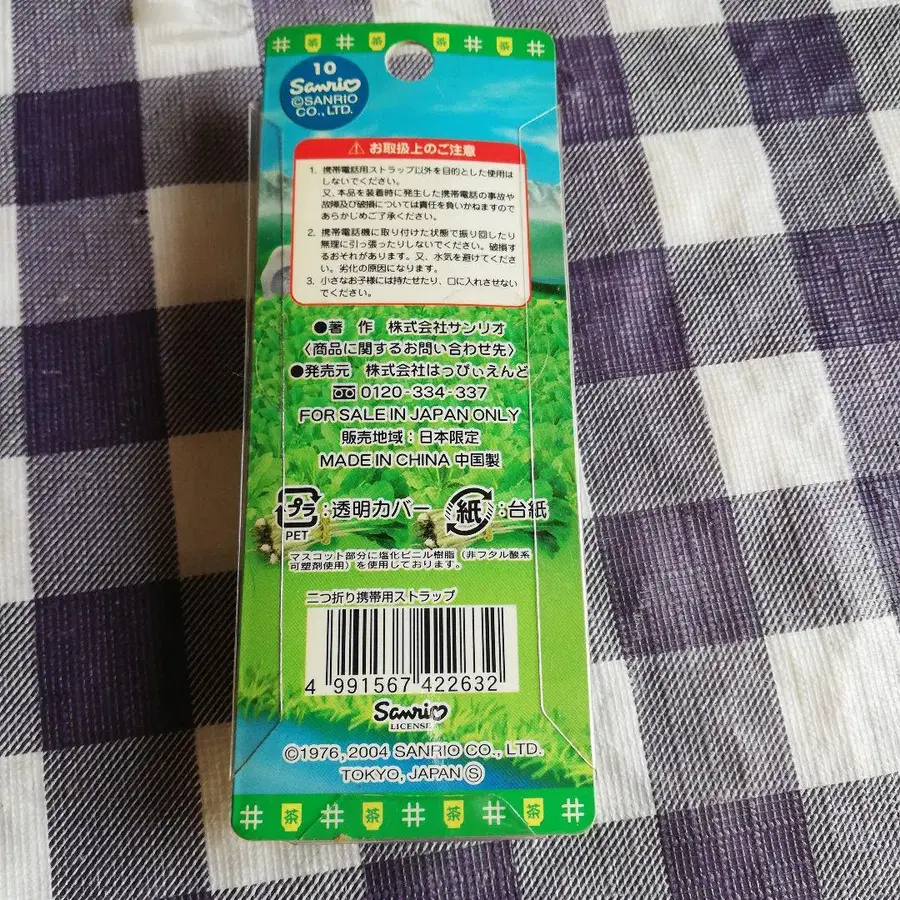 # 茶 # 茶 # 茶 # 茶 #
10
Sanrio
©SANRIO
CO., LTD.
⚠ お取扱上のご注意
1. 携帯電話用ストラップ以外を目的とした使用は
しないでください。
又、本品を装着時に発生した携帯電話の事故や
故障及び破損については責任を負いかねますので
あらかじめご了承ください。
2. 携帯電話機に取り付けた状態で振り回したり
無理に引っ張ったりしないでください。破損す
るおそれがあります。又、水気を避けてくださ
い。劣化の原因になります。
3. 小さなお子様には持たせたり、口に入れさせない
でください。
●著 作 株式会社サンリオ
〈商品に関するお問い合わせ先〉
●発売元 株式会社はっぴぃえんど
0120-334-337
FOR SALE IN JAPAN ONLY
販売地域：日本限定
MADE IN CHINA 中国製
プラ：透明カバー 紙：台紙
PET
マスコット部分に塩化ビニル樹脂（非フタル酸系
可塑剤使用）を使用しております。
二つ折り携帯用ストラップ
4 991567 422632
Sanrio
LICENSE
©1976, 2004 SANRIO CO., LTD.
TOKYO, JAPAN Ⓢ
# 茶 # 茶 # 茶 # 茶 #